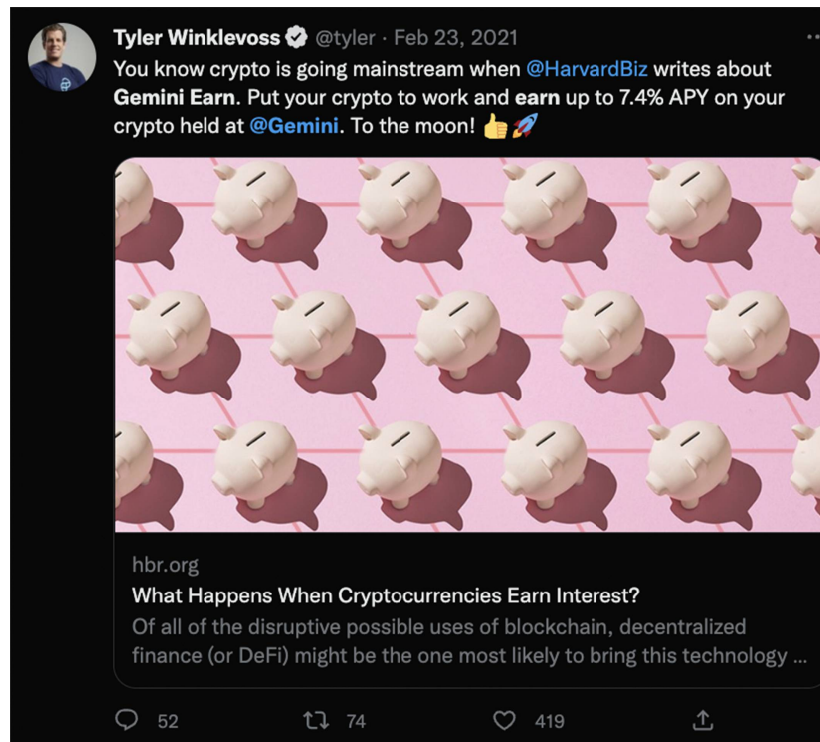 Tyler Winklevoss @tyler · Feb 23, 2021
You know crypto is going mainstream when @HarvardBiz writes about
Gemini Earn. Put your crypto to work and earn up to 7.4% APY on your
crypto held at @Gemini. To the moon! 👍🚀
hbr.org
What Happens When Cryptocurrencies Earn Interest?
Of all of the disruptive possible uses of blockchain, decentralized
finance (or DeFi) might be the one most likely to bring this technology ...
52 74 419